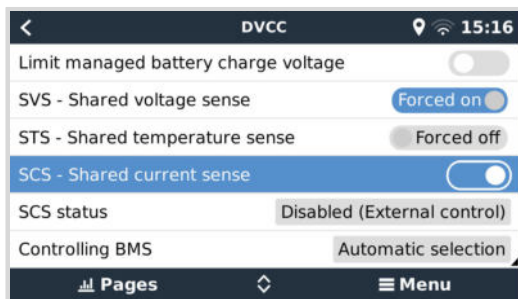 DVCC 15:16
Limit managed battery charge voltage
SVS - Shared voltage sense Forced on
STS - Shared temperature sense Forced off
SCS - Shared current sense
SCS status Disabled (External control)
Controlling BMS Automatic selection
Pages Menu